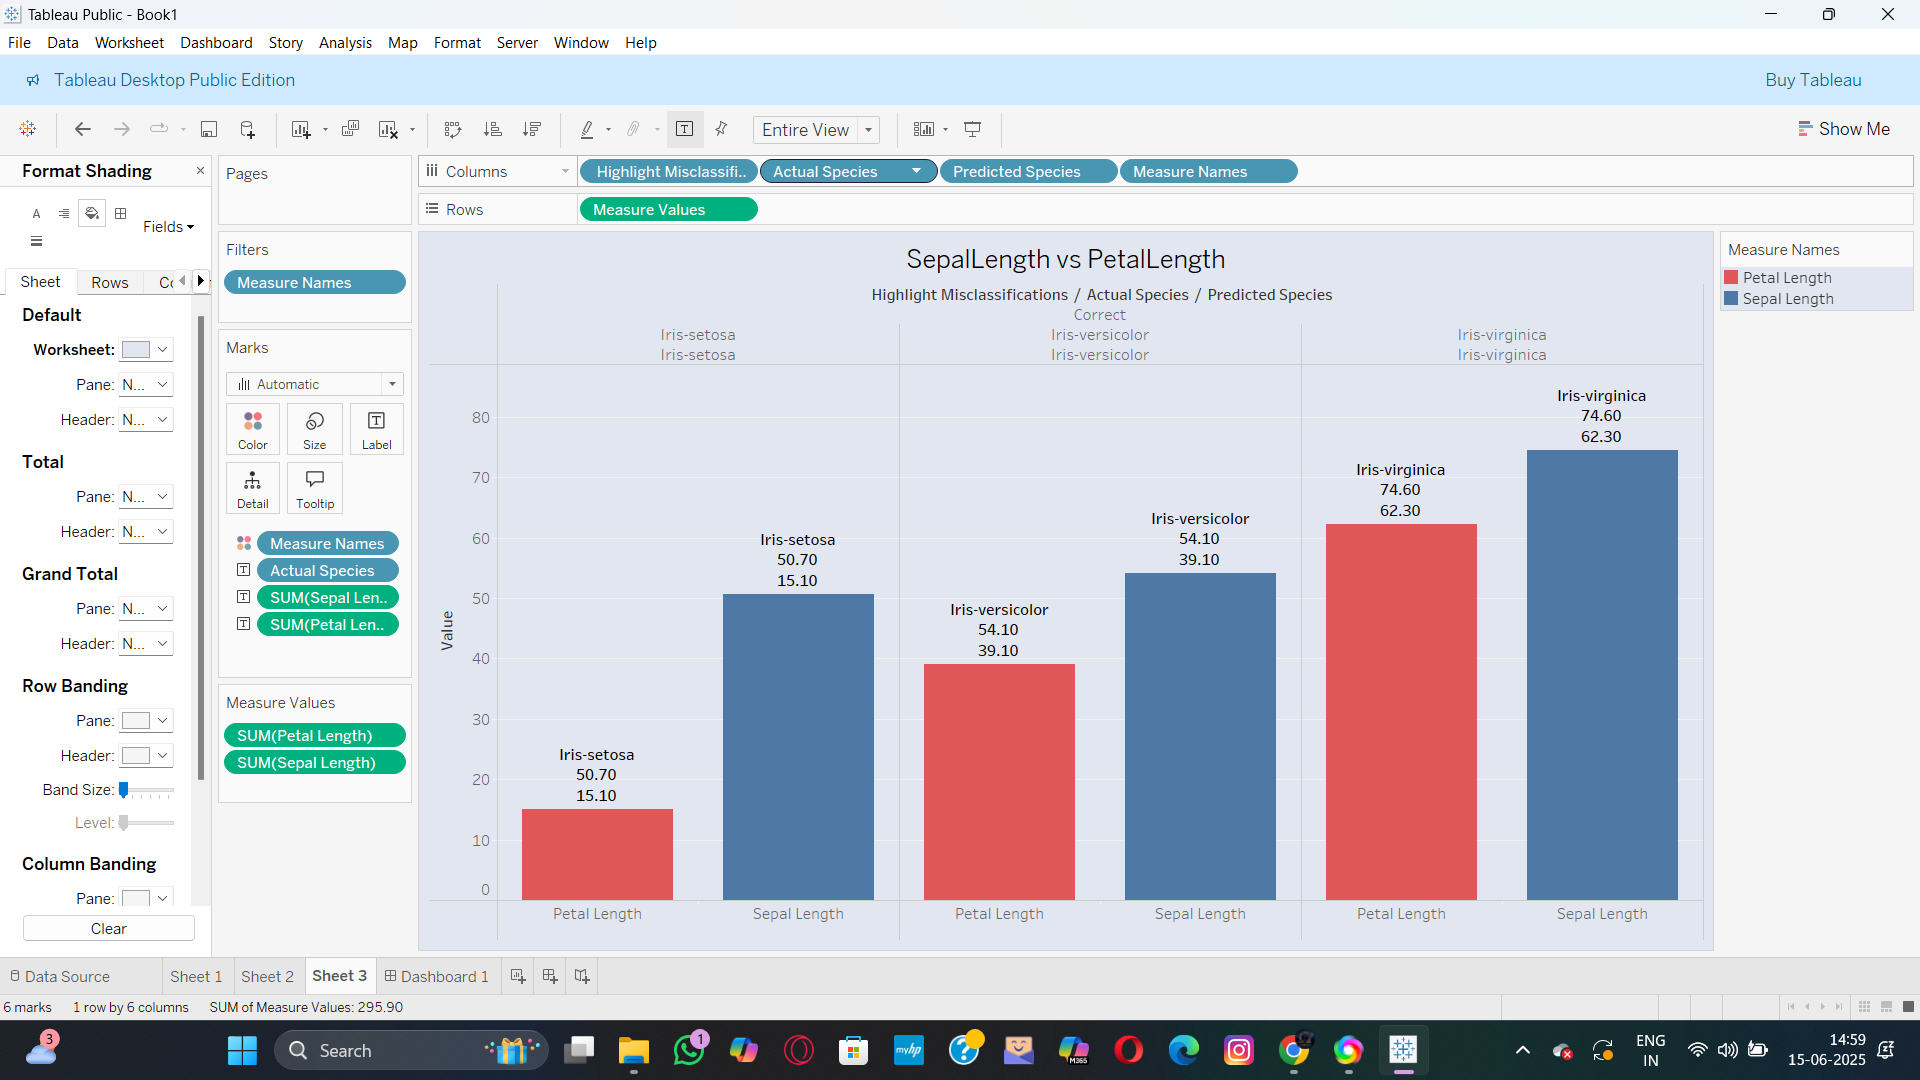 Tableau Public - Book1
File Data Worksheet Dashboard Story Analysis Map Format Server Window Help
Tableau Desktop Public Edition
Buy Tableau
Entire View
Show Me
Format Shading
Fields
Sheet Rows
Default
Worksheet:
Pane: N...
Header: N...
Total
Pane: N...
Header: N...
Grand Total
Pane: N...
Header: N...
Row Banding
Pane:
Header:
Band Size:
Level:
Column Banding
Pane:
Clear
Pages
Filters
Measure Names
Marks
Automatic
Color Size Label
Detail Tooltip
Measure Names
Actual Species
SUM(Sepal Len..
SUM(Petal Len..
Measure Values
SUM(Petal Length)
SUM(Sepal Length)
Columns Highlight Misclassifi.. Actual Species Predicted Species Measure Names
Rows Measure Values
SepalLength vs PetalLength
Highlight Misclassifications / Actual Species / Predicted Species
Correct
Iris-setosa Iris-versicolor Iris-virginica
Iris-setosa Iris-versicolor Iris-virginica
Value
80
70
60
50
40
30
20
10
0
Iris-setosa
50.70
15.10
Iris-setosa
50.70
15.10
Iris-versicolor
54.10
39.10
Iris-versicolor
54.10
39.10
Iris-virginica
74.60
62.30
Iris-virginica
74.60
62.30
Petal Length Sepal Length Petal Length Sepal Length Petal Length Sepal Length
Measure Names
Petal Length
Sepal Length
Data Source Sheet 1 Sheet 2 Sheet 3 Dashboard 1
6 marks 1 row by 6 columns SUM of Measure Values: 295.90
3
Search
1
myhp
M365
ENG
IN
14:59
15-06-2025